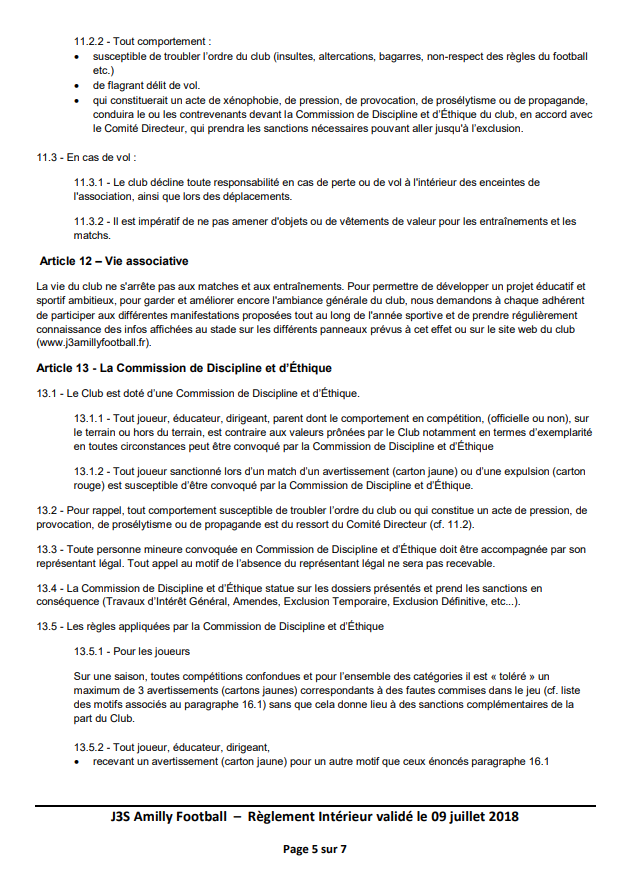 11.2.2 - Tout comportement :
• susceptible de troubler l'ordre du club (insultes, altercations, bagarres, non-respect des règles du football
etc.)
• de flagrant délit de vol.
• qui constituerait un acte de xénophobie, de pression, de provocation, de prosélytisme ou de propagande,
conduira le ou les contrevenants devant la Commission de Discipline et d'Éthique du club, en accord avec
le Comité Directeur, qui prendra les sanctions nécessaires pouvant aller jusqu'à l'exclusion.
11.3 - En cas de vol :
11.3.1 - Le club décline toute responsabilité en cas de perte ou de vol à l'intérieur des enceintes de
l'association, ainsi que lors des déplacements.
11.3.2 - Il est impératif de ne pas amener d'objets ou de vêtements de valeur pour les entraînements et les
matchs.
Article 12 – Vie associative
La vie du club ne s'arrête pas aux matches et aux entraînements. Pour permettre de développer un projet éducatif et
sportif ambitieux, pour garder et améliorer encore l'ambiance générale du club, nous demandons à chaque adhérent
de participer aux différentes manifestations proposées tout au long de l'année sportive et de prendre régulièrement
connaissance des infos affichées au stade sur les différents panneaux prévus à cet effet ou sur le site web du club
(www.j3amillyfootball.fr).
Article 13 - La Commission de Discipline et d'Éthique
13.1 - Le Club est doté d'une Commission de Discipline et d'Éthique.
13.1.1 - Tout joueur, éducateur, dirigeant, parent dont le comportement en compétition, (officielle ou non), sur
le terrain ou hors du terrain, est contraire aux valeurs prônées par le Club notamment en termes d'exemplarité
en toutes circonstances peut être convoqué par la Commission de Discipline et d'Éthique
13.1.2 - Tout joueur sanctionné lors d'un match d'un avertissement (carton jaune) ou d'une expulsion (carton
rouge) est susceptible d'être convoqué par la Commission de Discipline et d'Éthique.
13.2 - Pour rappel, tout comportement susceptible de troubler l'ordre du club ou qui constitue un acte de pression, de
provocation, de prosélytisme ou de propagande est du ressort du Comité Directeur (cf. 11.2).
13.3 - Toute personne mineure convoquée en Commission de Discipline et d'Éthique doit être accompagnée par son
représentant légal. Tout appel au motif de l'absence du représentant légal ne sera pas recevable.
13.4 - La Commission de Discipline et d'Éthique statue sur les dossiers présentés et prend les sanctions en
conséquence (Travaux d'Intérêt Général, Amendes, Exclusion Temporaire, Exclusion Définitive, etc...).
13.5 - Les règles appliquées par la Commission de Discipline et d'Éthique
13.5.1 - Pour les joueurs
Sur une saison, toutes compétitions confondues et pour l'ensemble des catégories il est « toléré » un
maximum de 3 avertissements (cartons jaunes) correspondants à des fautes commises dans le jeu (cf. liste
des motifs associés au paragraphe 16.1) sans que cela donne lieu à des sanctions complémentaires de la
part du Club.
13.5.2 - Tout joueur, éducateur, dirigeant,
• recevant un avertissement (carton jaune) pour un autre motif que ceux énoncés paragraphe 16.1
J3S Amilly Football – Règlement Intérieur validé le 09 juillet 2018
Page 5 sur 7